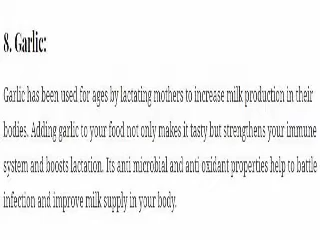 8. Garlic:
Garlic has been used for ages by lactating mothers to increase milk production in their
bodies. Adding garlic to your food not only makes it tasty but strengthens your immune
system and boosts lactation. Its anti microbial and anti oxidant properties help to battle
infection and improve milk supply in your body.